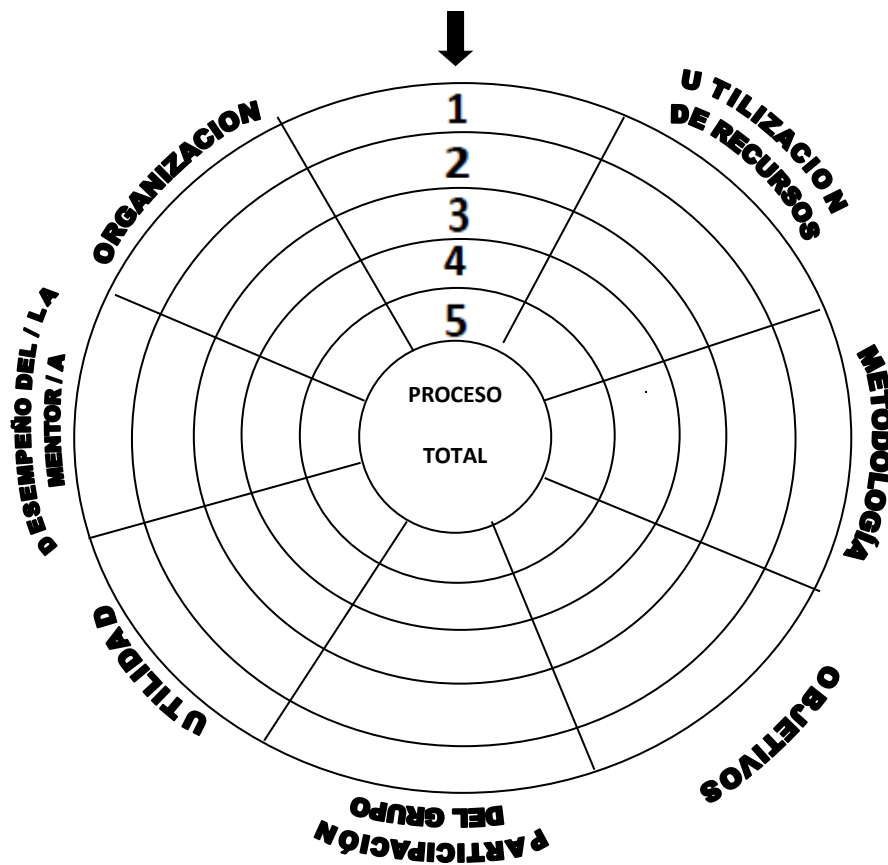 1
2
3
4
5
PROCESO
TOTAL
U TILIZACION
DE RECURSOS
METODOLOGÍA
OBJETIVOS
PARTICIPACIÓN
DEL GRUPO
UTILIDAD
D ESEMPEÑO DEL / LA
MENTOR / A
ORGANIZACION